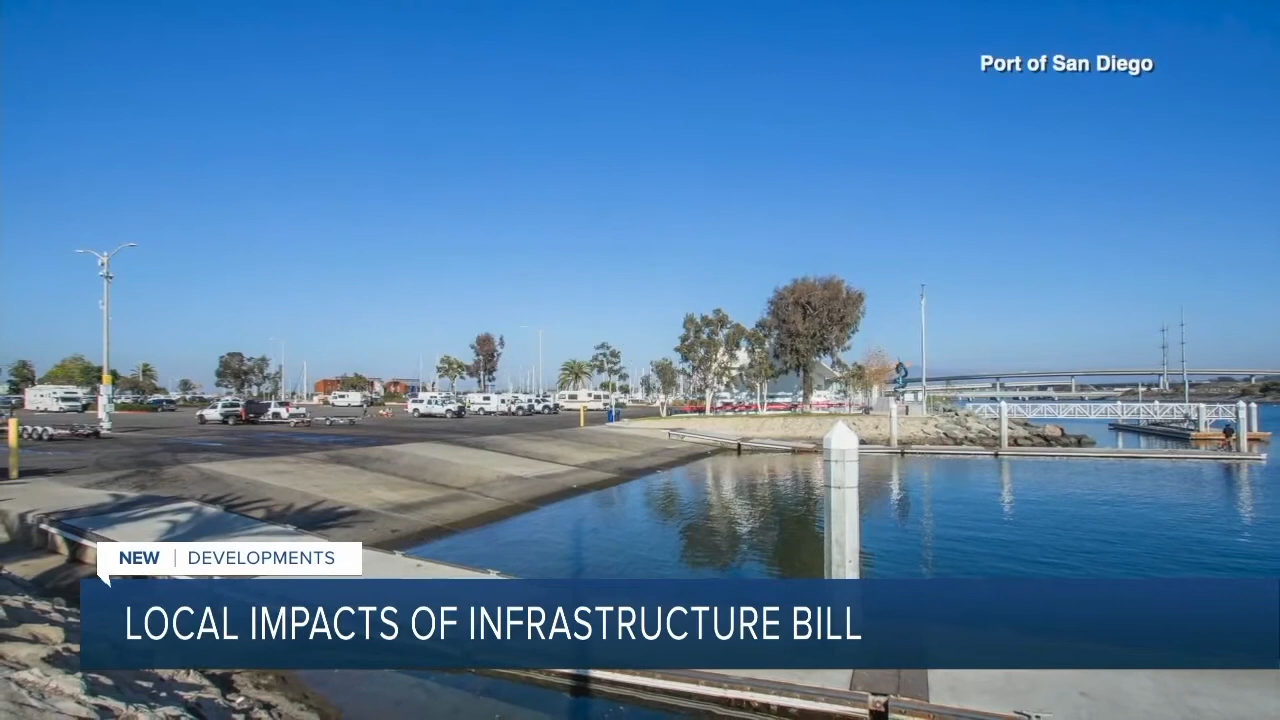 Port of San Diego
NEW | DEVELOPMENTS
LOCAL IMPACTS OF INFRASTRUCTURE BILL